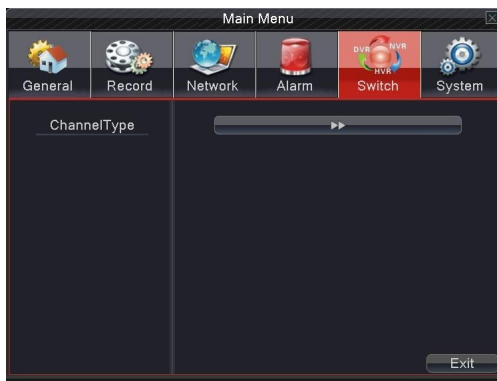 Main Menu
DVR NVR
HVR
General Record Network Alarm Switch System
ChannelType
Exit